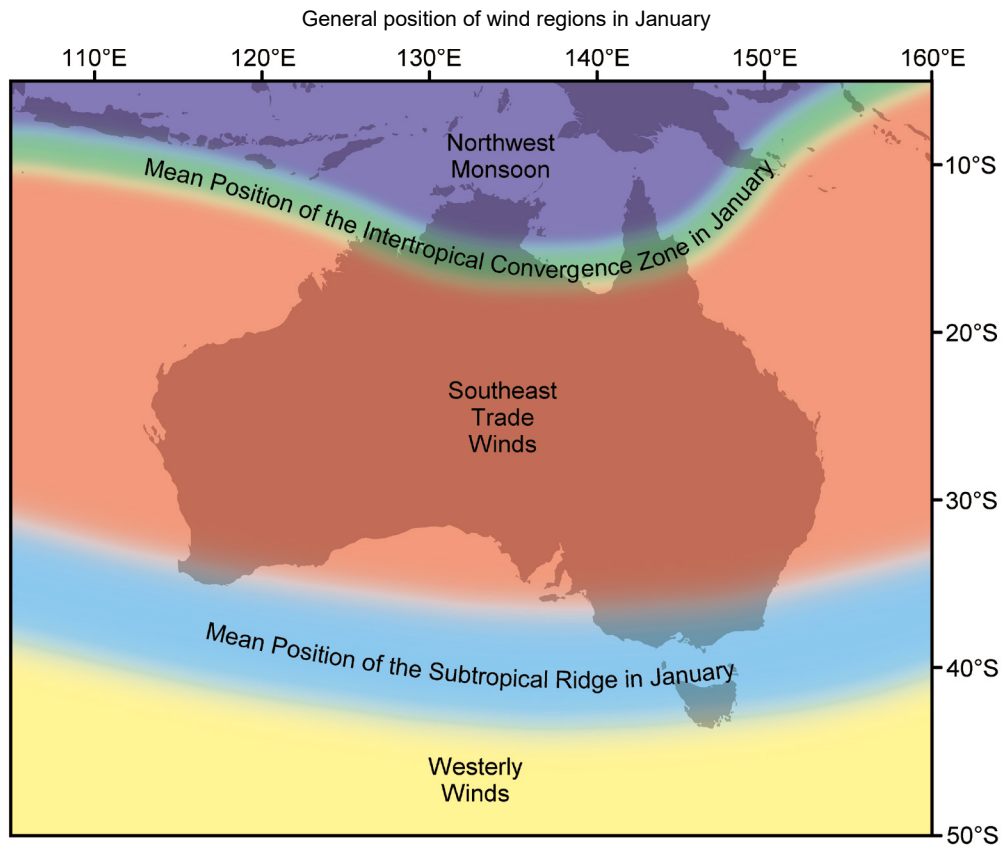 General position of wind regions in January
110°E 120°E 130°E 140°E 150°E 160°E
Northwest
Monsoon
10°S
Mean Position of the Intertropical Convergence Zone in January
20°S
Southeast
Trade
Winds
30°S
Mean Position of the Subtropical Ridge in January
40°S
Westerly
Winds
50°S